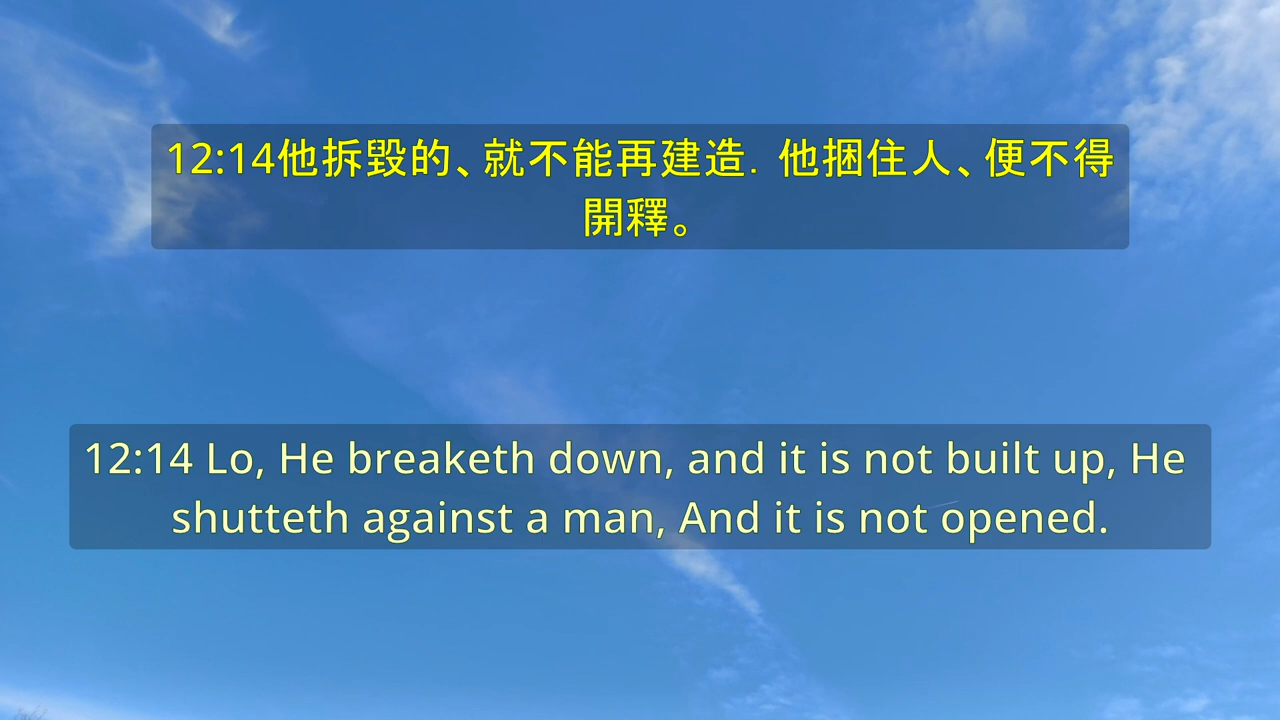 12:14他拆毀的、就不能再建造．他捆住人、便不得
開釋。
12:14 Lo, He breaketh down, and it is not built up, He
shutteth against a man, And it is not opened.